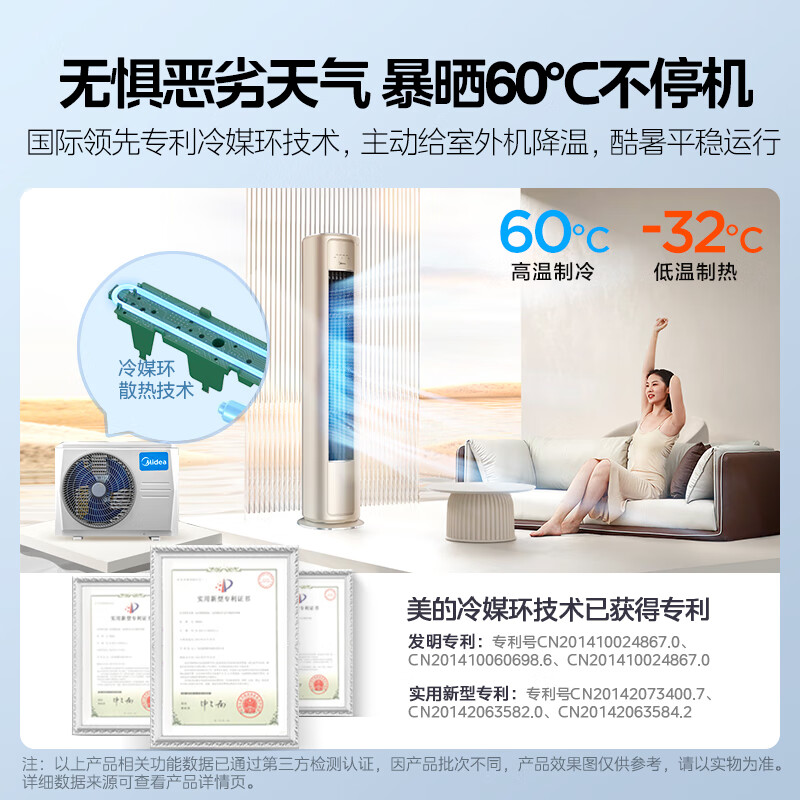 无惧恶劣天气 暴晒60°C不停机
国际领先专利冷媒环技术，主动给室外机降温，酷暑平稳运行
60°C
高温制冷
-32°C
低温制热
冷媒环
散热技术
Midea
实用新型专利证书
美的冷媒环技术已获得专利
发明专利：专利号CN201410024867.0、
CN201410060698.6、CN201410024867.0
实用新型专利：专利号CN20142073400.7、
CN20142063582.0、CN20142063584.2
注：以上产品相关功能数据已通过第三方检测认证，因产品批次不同，产品效果图仅供参考，请以实物为准。
详细数据来源可查看产品详情页。